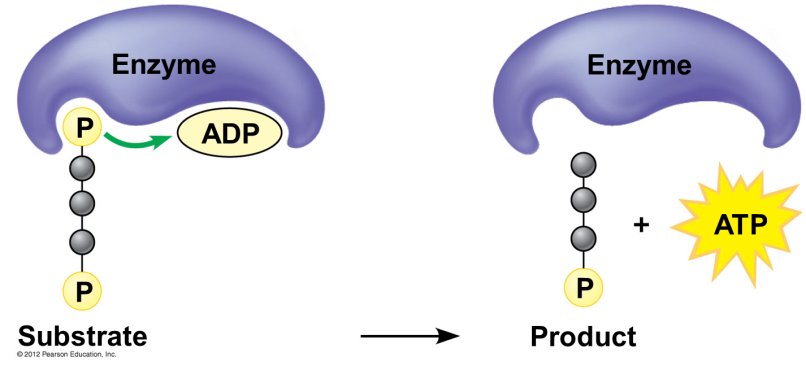 Enzyme
P
ADP
P
Substrate
© 2012 Pearson Education, Inc.
Enzyme
+
ATP
P
Product